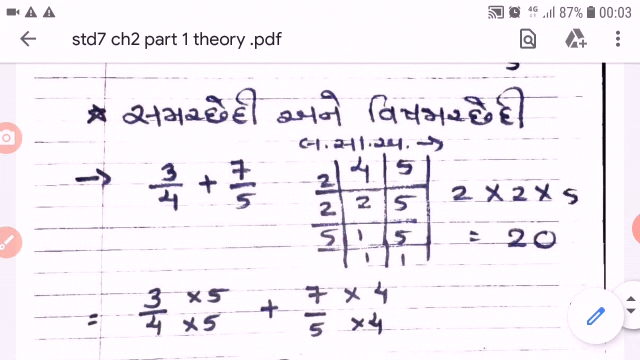 4G 87% 00:03
std7 ch2 part 1 theory .pdf
* સમચ્છેદી અને વિષમચ્છેદી
લ.સા.અ. →
→ 3/4 + 7/5
2 | 4 | 5
2 | 2 | 5
5 | 1 | 5
1 | 1
2 × 2 × 5
= 20
= 3/4 ×5/×5 + 7/5 ×4/×4